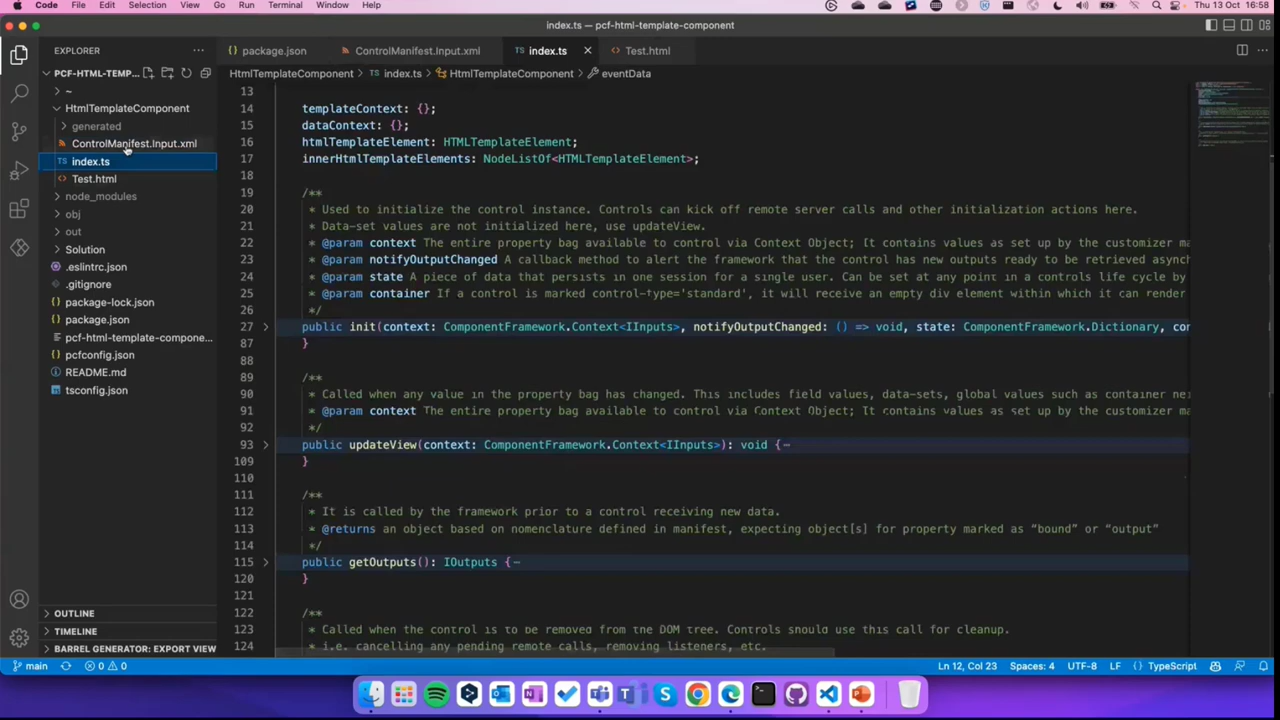 Code File Edit Selection View Go Run Terminal Window Help Thu 13 Oct 16:58
index.ts — pcf-html-template-component
EXPLORER
package.json
ControlManifest.Input.xml
index.ts
Test.html
PCF-HTML-TEMP...
HtmlTemplateComponent > index.ts > HtmlTemplateComponent > eventData
~
HtmlTemplateComponent
generated
ControlManifest.Input.xml
index.ts
Test.html
node_modules
obj
out
Solution
.eslintrc.json
.gitignore
package-lock.json
package.json
pcf-html-template-compone...
pcfconfig.json
README.md
tsconfig.json
OUTLINE
TIMELINE
BARREL GENERATOR: EXPORT VIEW
13
14 templateContext: {};
15 dataContext: {};
16 htmlTemplateElement: HTMLTemplateElement;
17 innerHtmlTemplateElements: NodeListOf<HTMLTemplateElement>;
18
19 /**
20 * Used to initialize the control instance. Controls can kick off remote server calls and other initialization actions here.
21 * Data-set values are not initialized here, use updateView.
22 * @param context The entire property bag available to control via Context Object; It contains values as set up by the customizer ma
23 * @param notifyOutputChanged A callback method to alert the framework that the control has new outputs ready to be retrieved asynch
24 * @param state A piece of data that persists in one session for a single user. Can be set at any point in a controls life cycle by
25 * @param container If a control is marked control-type='standard', it will receive an empty div element within which it can render
26 */
27 public init(context: ComponentFramework.Context<IInputs>, notifyOutputChanged: () => void, state: ComponentFramework.Dictionary, con
87 }
88
89 /**
90 * Called when any value in the property bag has changed. This includes field values, data-sets, global values such as container hei
91 * @param context The entire property bag available to control via Context Object; It contains values as set up by the customizer ma
92 */
93 public updateView(context: ComponentFramework.Context<IInputs>): void {⋯
109 }
110
111 /**
112 * It is called by the framework prior to a control receiving new data.
113 * @returns an object based on nomenclature defined in manifest, expecting object[s] for property marked as “bound” or “output”
114 */
115 public getOutputs(): IOutputs {⋯
120 }
121
122 /**
123 * Called when the control is to be removed from the DOM tree. Controls should use this call for cleanup.
124 * i.e. cancelling any pending remote calls, removing listeners, etc.
main 0 0 Ln 12, Col 23 Spaces: 4 UTF-8 LF TypeScript